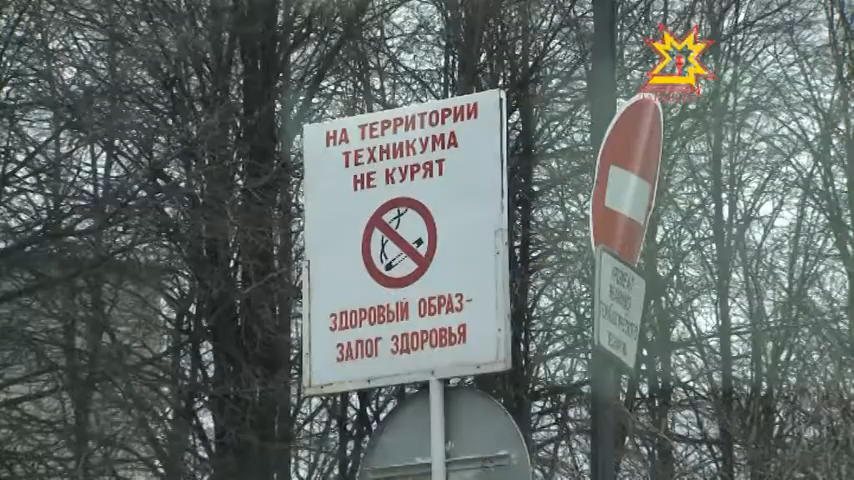 НА ТЕРРИТОРИИ
ТЕХНИКУМА
НЕ КУРЯТ
ЗДОРОВЫЙ ОБРАЗ-
ЗАЛОГ ЗДОРОВЬЯ